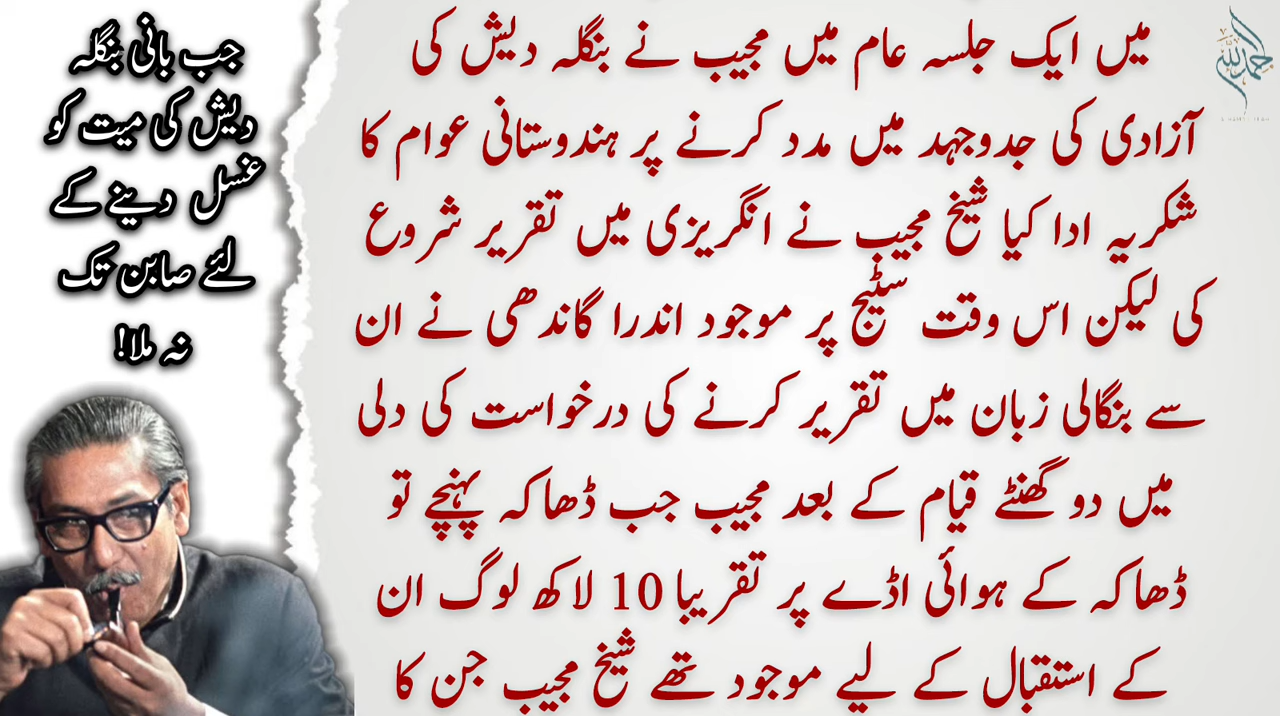 جب بانی بنگلہ
دیش کی میت کو
غسل دینے کے
لئے صابن تک
نہ ملا!
میں ایک جلسہ عام میں مجیب نے بنگلہ دیش کی
آزادی کی جدوجہد میں مدد کرنے پر ہندوستانی عوام کا
شکریہ ادا کیا شیخ مجیب نے انگریزی میں تقریر شروع
کی لیکن اس وقت سٹیج پر موجود اندرا گاندھی نے ان
سے بنگالی زبان میں تقریر کرنے کی درخواست کی دلی
میں دو گھنٹے قیام کے بعد مجیب جب ڈھاکہ پہنچے تو
ڈھاکہ کے ہوائی اڈے پر تقریبا 10 لاکھ لوگ ان
کے استقبال کے لیے موجود تھے شیخ مجیب جن کا